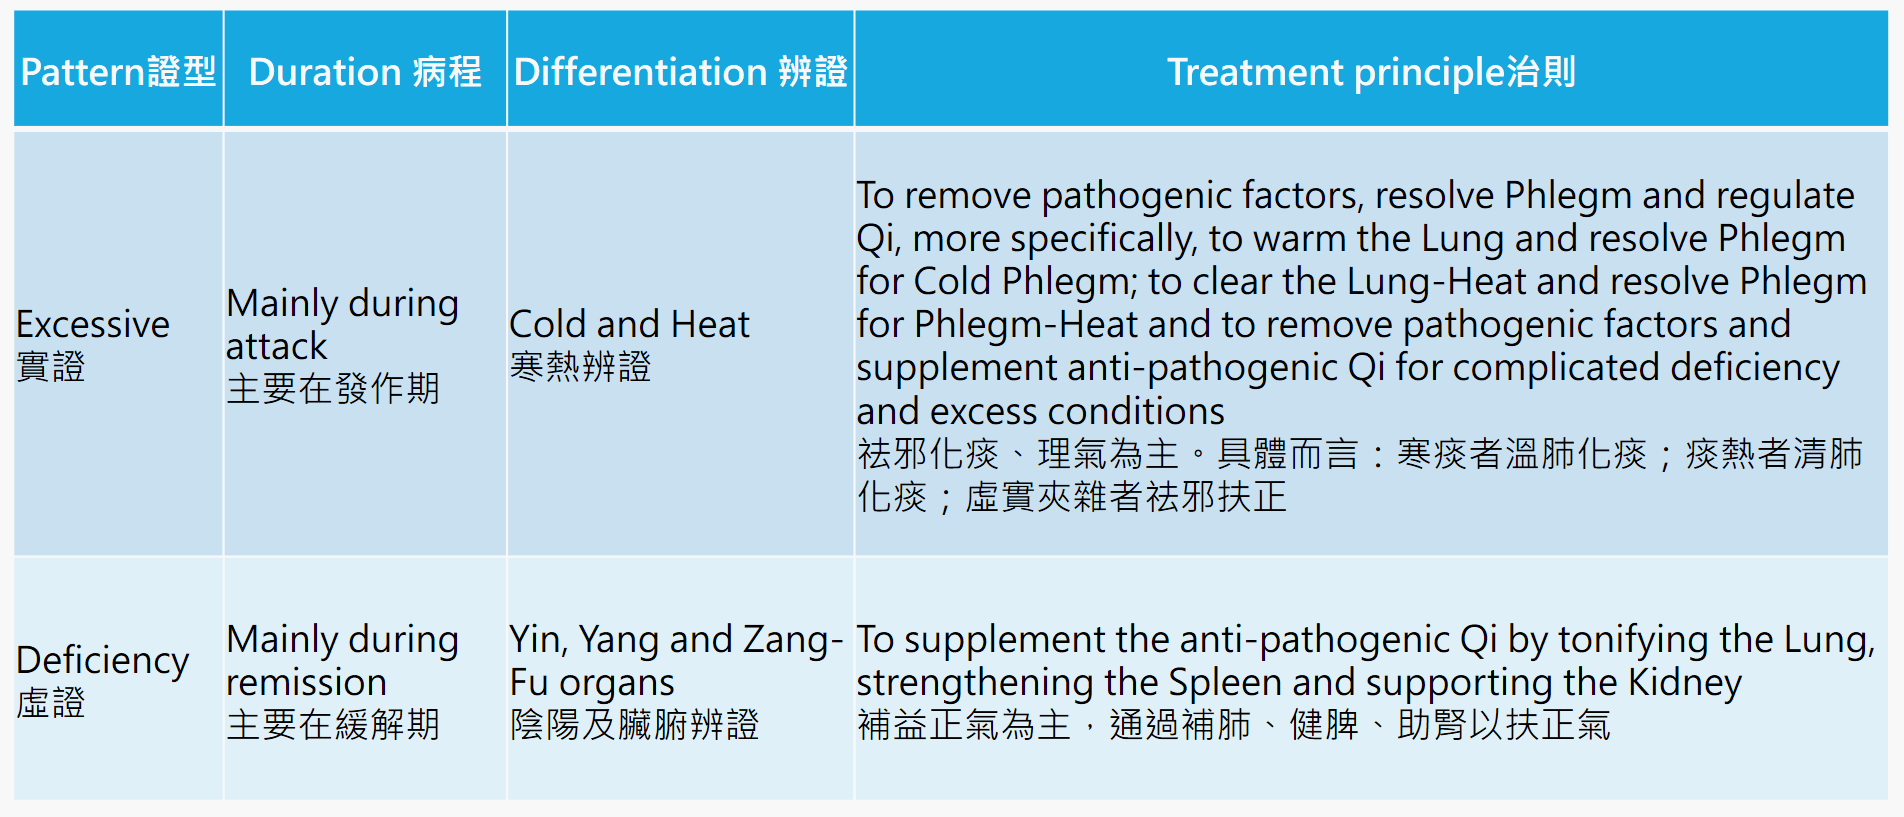 Pattern證型
Duration 病程
Differentiation 辨證
Treatment principle治則
Excessive
實證
Mainly during
attack
主要在發作期
Cold and Heat
寒熱辨證
To remove pathogenic factors, resolve Phlegm and regulate
Qi, more specifically, to warm the Lung and resolve Phlegm
for Cold Phlegm; to clear the Lung-Heat and resolve Phlegm
for Phlegm-Heat and to remove pathogenic factors and
supplement anti-pathogenic Qi for complicated deficiency
and excess conditions
祛邪化痰、理氣為主。具體而言：寒痰者溫肺化痰；痰熱者清肺
化痰；虛實夾雜者祛邪扶正
Deficiency
虛證
Mainly during
remission
主要在緩解期
Yin, Yang and Zang-
Fu organs
陰陽及臟腑辨證
To supplement the anti-pathogenic Qi by tonifying the Lung,
strengthening the Spleen and supporting the Kidney
補益正氣為主，通過補肺、健脾、助腎以扶正氣